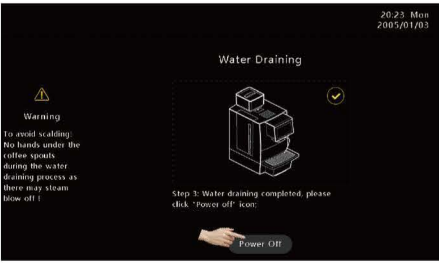 20:23 Mon
2005/01/03
Water Draining
Warning
To avoid scalding:
No hands under the
coffee spouts
during the water
draining process as
there may steam
blow off !
Step 3: Water draining completed, please
click "Power off" icon;
Power Off